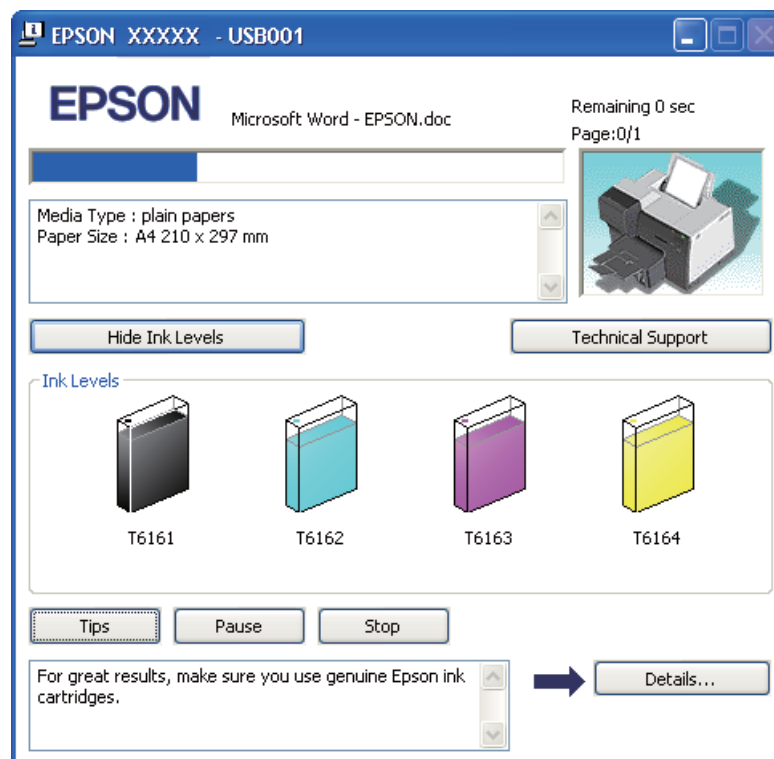 EPSON XXXXX - USB001
EPSON
Microsoft Word - EPSON.doc
Remaining 0 sec
Page:0/1
Media Type : plain papers
Paper Size : A4 210 x 297 mm
Hide Ink Levels
Technical Support
Ink Levels
T6161
T6162
T6163
T6164
Tips
Pause
Stop
For great results, make sure you use genuine Epson ink
cartridges.
Details...